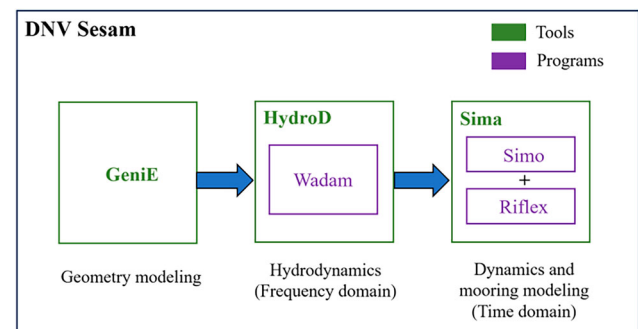 DNV Sesam
Tools
Programs
GeniE
HydroD
Wadam
Sima
Simo
+
Riflex
Geometry modeling
Hydrodynamics
(Frequency domain)
Dynamics and
mooring modeling
(Time domain)